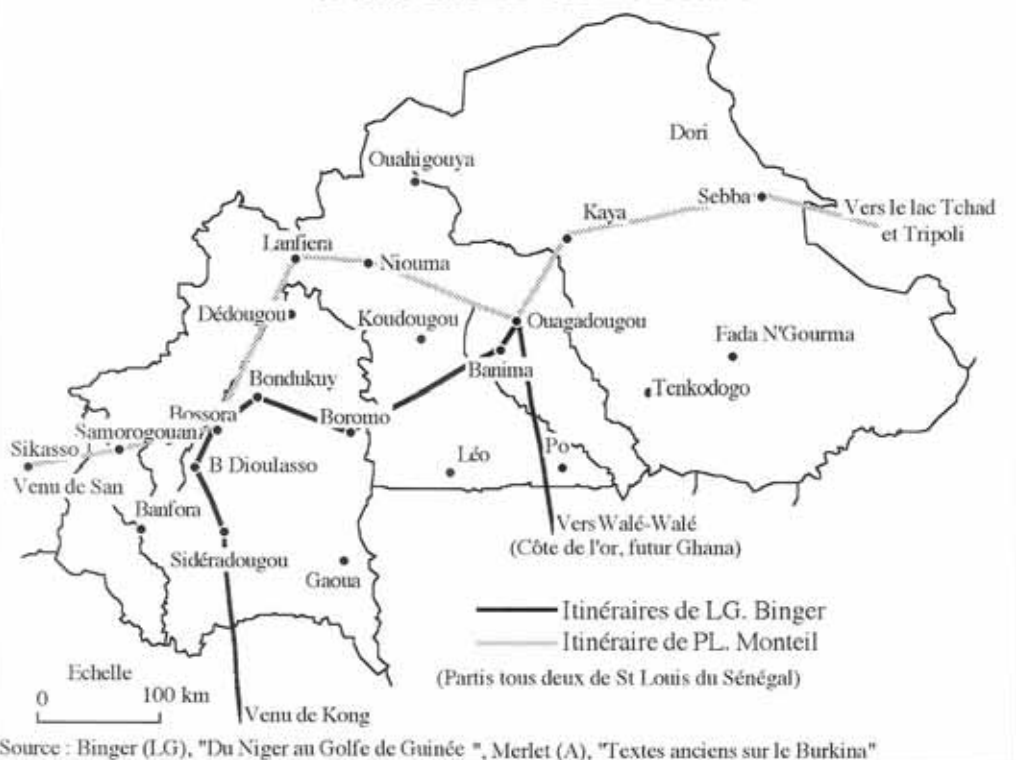 Dori
Ouahigouya
Sebba
Kaya
Vers le lac Tchad
et Tripoli
Lanfiera
Niouma
Dédougou
Koudougou
Ouagadougou
Fada N'Gourma
Banima
Bondukuy
Tenkodogo
Bossora
Boromo
Samorogouan
Sikasso
Léo
Po
B Dioulasso
Venu de San
Banfora
Vers Walé-Walé
(Côte de l'or, futur Ghana)
Sidéradougou
Gaoua
Itinéraires de LG. Binger
Itinéraire de PL. Monteil
(Partis tous deux de St Louis du Sénégal)
Echelle
0 100 km
Venu de Kong
Source : Binger (LG), "Du Niger au Golfe de Guinée ", Merlet (A), "Textes anciens sur le Burkina"